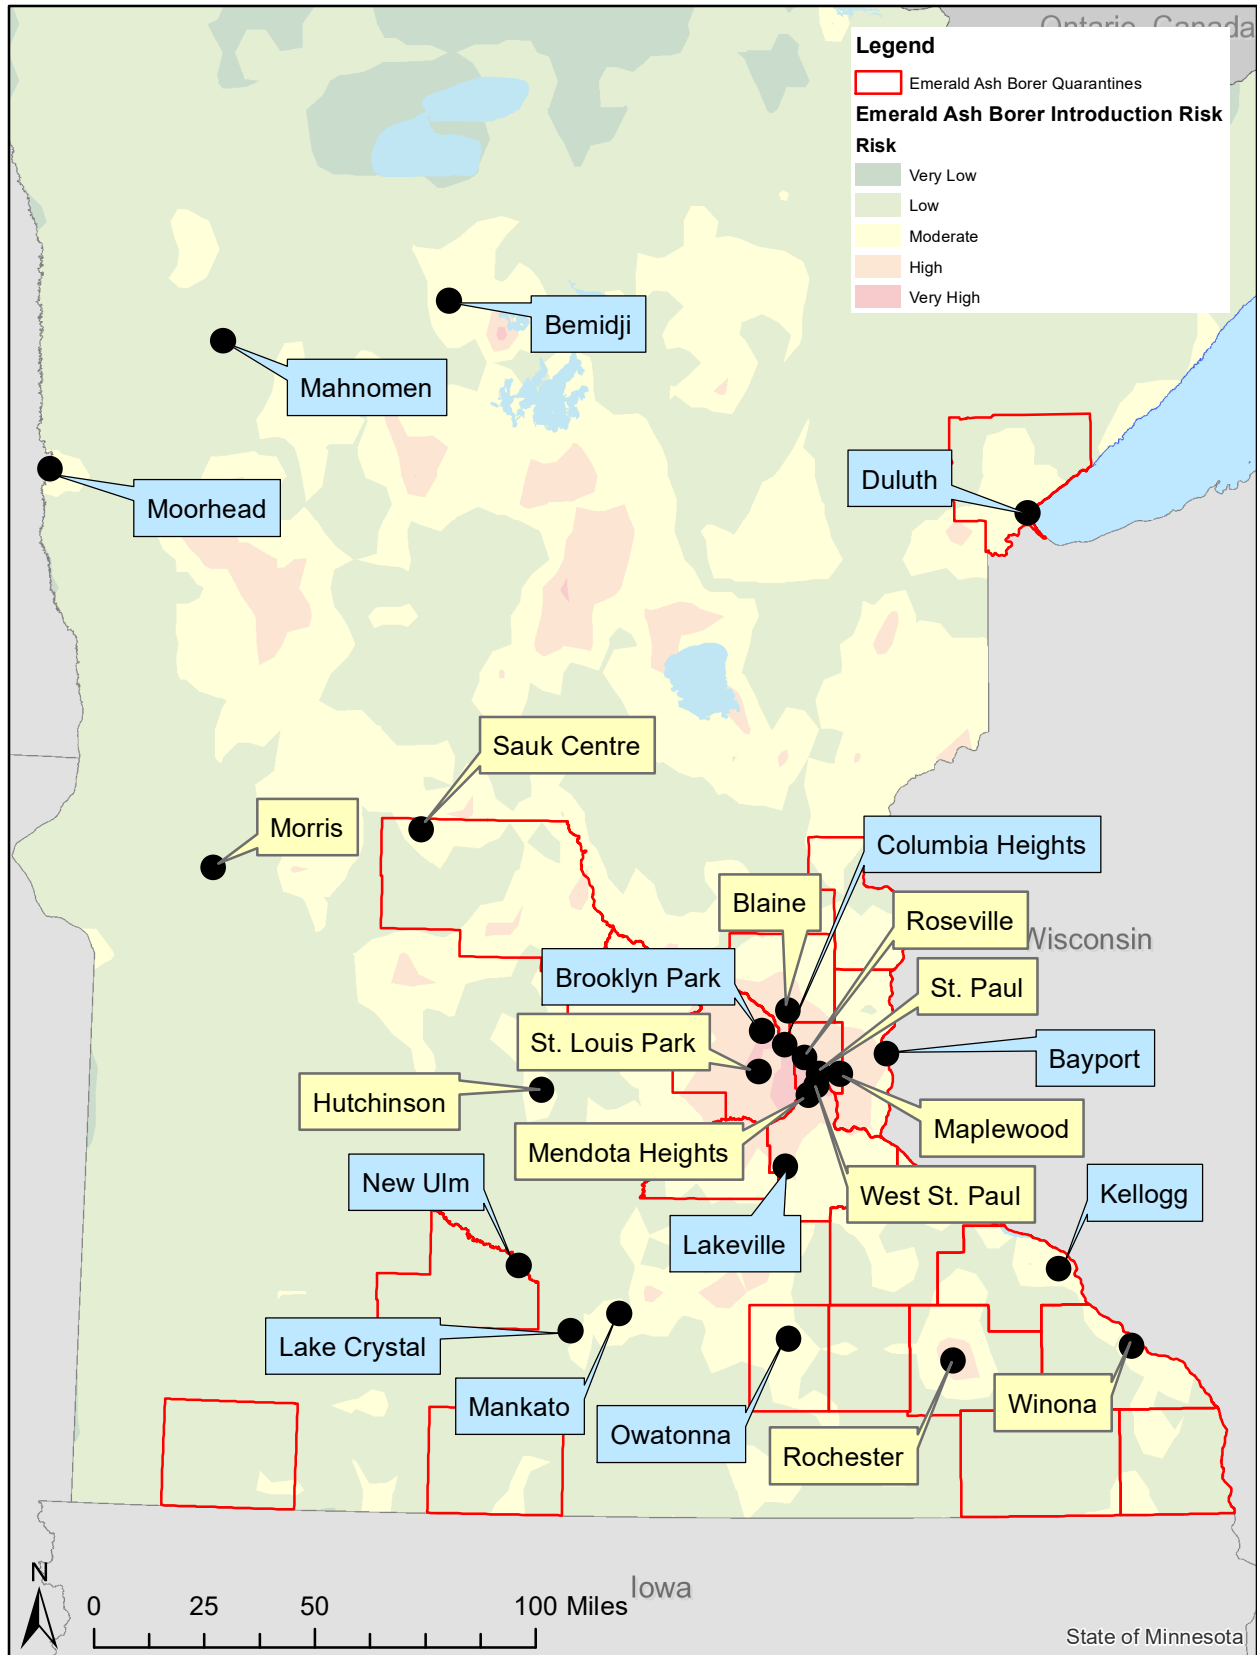 Ontario, Canada
Legend
Emerald Ash Borer Quarantines
Emerald Ash Borer Introduction Risk
Risk
Very Low
Low
Moderate
High
Very High
Bemidji
Mahnomen
Moorhead
Duluth
Sauk Centre
Morris
Columbia Heights
Blaine
Roseville
Wisconsin
Brooklyn Park
St. Paul
St. Louis Park
Bayport
Hutchinson
Maplewood
Mendota Heights
New Ulm
West St. Paul
Kellogg
Lakeville
Lake Crystal
Mankato
Winona
Owatonna
Rochester
N
Iowa
0 25 50 100 Miles
State of Minnesota